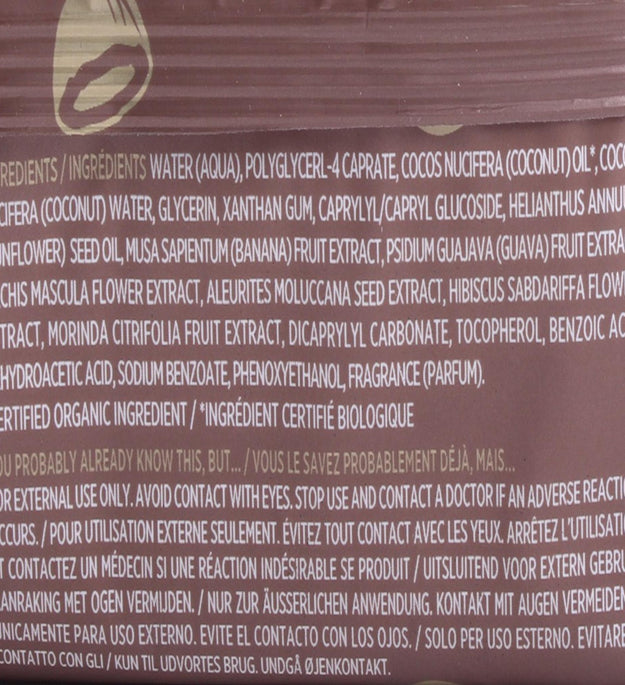 REDIENTS / INGRÉDIENTS WATER (AQUA), POLYGLYCERL-4 CAPRATE, COCOS NUCIFERA (COCONUT) OIL*, COC
CIFERA (COCONUT) WATER, GLYCERIN, XANTHAN GUM, CAPRYLYL/CAPRYL GLUCOSIDE, HELIANTHUS ANNU
NFLOWER) SEED OIL, MUSA SAPIENTUM (BANANA) FRUIT EXTRACT, PSIDIUM GUAJAVA (GUAVA) FRUIT EXTRA
CHIS MASCULA FLOWER EXTRACT, ALEURITES MOLUCCANA SEED EXTRACT, HIBISCUS SABDARIFFA FLOW
TRACT, MORINDA CITRIFOLIA FRUIT EXTRACT, DICAPRYLYL CARBONATE, TOCOPHEROL, BENZOIC AC
HYDROACETIC ACID, SODIUM BENZOATE, PHENOXYETHANOL, FRAGRANCE (PARFUM).
ERTIFIED ORGANIC INGREDIENT / *INGRÉDIENT CERTIFIÉ BIOLOGIQUE
OU PROBABLY ALREADY KNOW THIS, BUT... / VOUS LE SAVEZ PROBABLEMENT DÉJÀ, MAIS...
OR EXTERNAL USE ONLY. AVOID CONTACT WITH EYES. STOP USE AND CONTACT A DOCTOR IF AN ADVERSE REACTI
CCURS. / POUR UTILISATION EXTERNE SEULEMENT. ÉVITEZ TOUT CONTACT AVEC LES YEUX. ARRÊTEZ L'UTILISATI
T CONTACTEZ UN MÉDECIN SI UNE RÉACTION INDÉSIRABLE SE PRODUIT / UITSLUITEND VOOR EXTERN GEBRU
AANRAKING MET OGEN VERMIJDEN. / NUR ZUR ÄUSSERLICHEN ANWENDUNG. KONTAKT MIT AUGEN VERMEIDEN
ÚNICAMENTE PARA USO EXTERNO. EVITE EL CONTACTO CON LOS OJOS. / SOLO PER USO ESTERNO. EVITARE
CONTATTO CON GLI / KUN TIL UDVORTES BRUG. UNDGÅ ØJENKONTAKT.